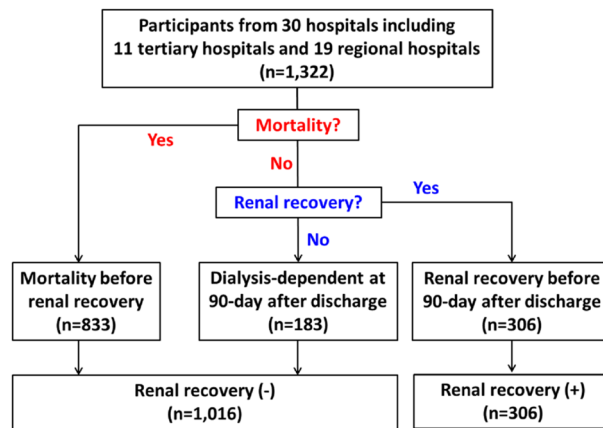 Participants from 30 hospitals including
11 tertiary hospitals and 19 regional hospitals
(n=1,322)
Mortality?
Yes
No
Renal recovery?
Yes
No
Mortality before
renal recovery
(n=833)
Dialysis-dependent at
90-day after discharge
(n=183)
Renal recovery before
90-day after discharge
(n=306)
Renal recovery (-)
n=1,016
Renal recovery (+)
n=306